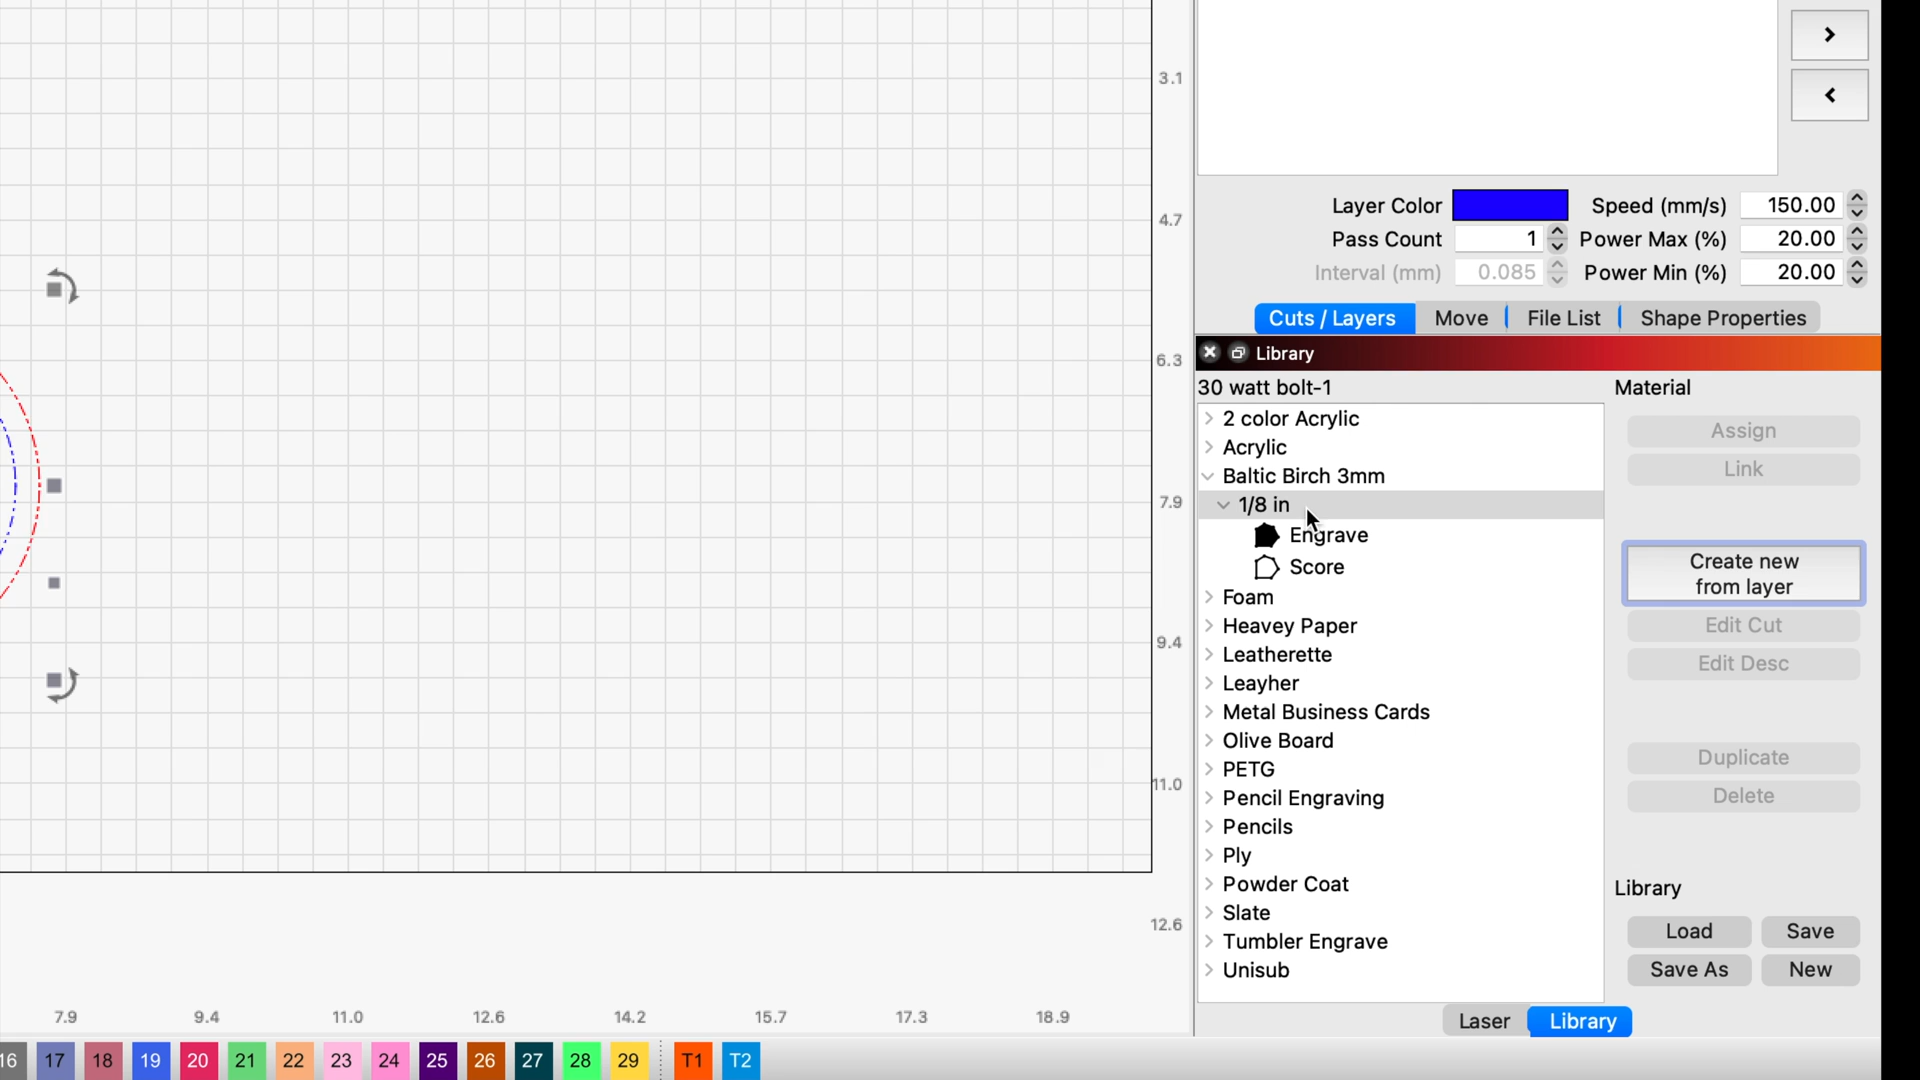 >
<
3.1
4.7
6.3
7.9
9.4
11.0
12.6
Layer Color
Speed (mm/s) 150.00
Pass Count 1
Power Max (%) 20.00
Interval (mm) 0.085
Power Min (%) 20.00
Cuts / Layers Move File List Shape Properties
Library
30 watt bolt-1
Material
2 color Acrylic
Acrylic
Baltic Birch 3mm
1/8 in
Engrave
Score
Foam
Heavey Paper
Leatherette
Leayher
Metal Business Cards
Olive Board
PETG
Pencil Engraving
Pencils
Ply
Powder Coat
Slate
Tumbler Engrave
Unisub
Assign
Link
Create new
from layer
Edit Cut
Edit Desc
Duplicate
Delete
Library
Load Save
Save As New
Laser Library
7.9 9.4 11.0 12.6 14.2 15.7 17.3 18.9
16 17 18 19 20 21 22 23 24 25 26 27 28 29 T1 T2